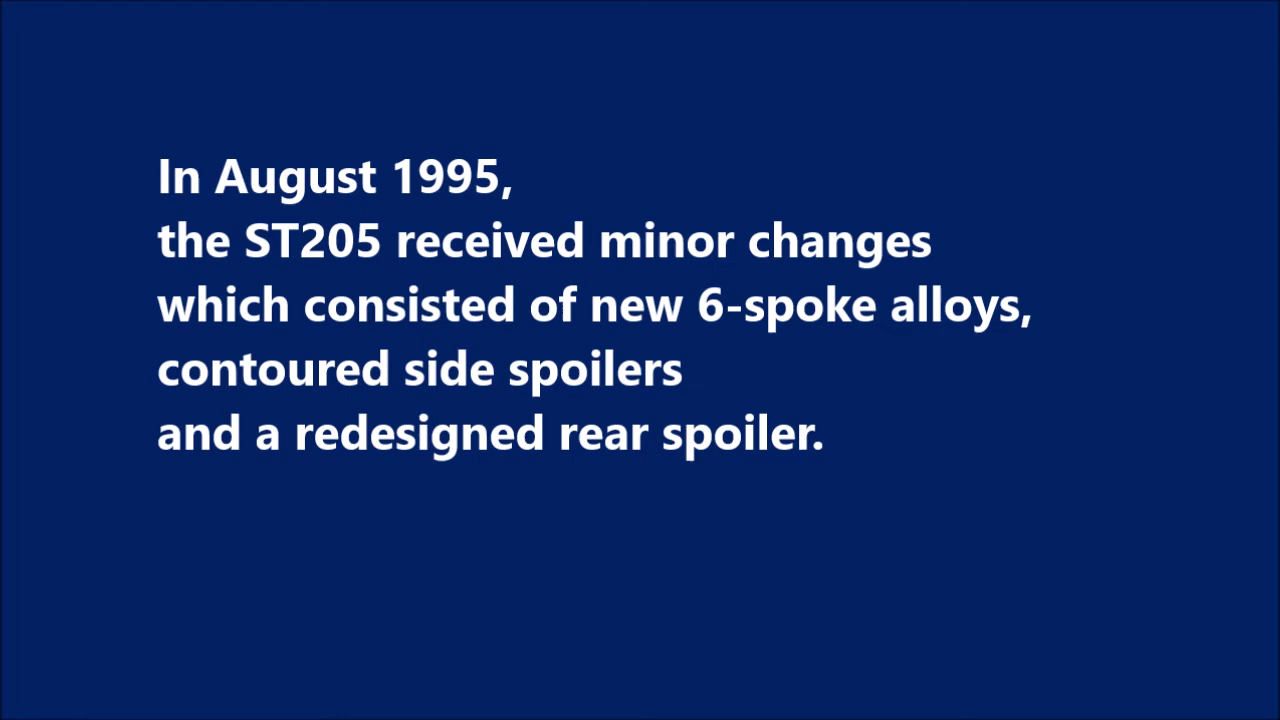 In August 1995,
the ST205 received minor changes
which consisted of new 6-spoke alloys,
contoured side spoilers
and a redesigned rear spoiler.